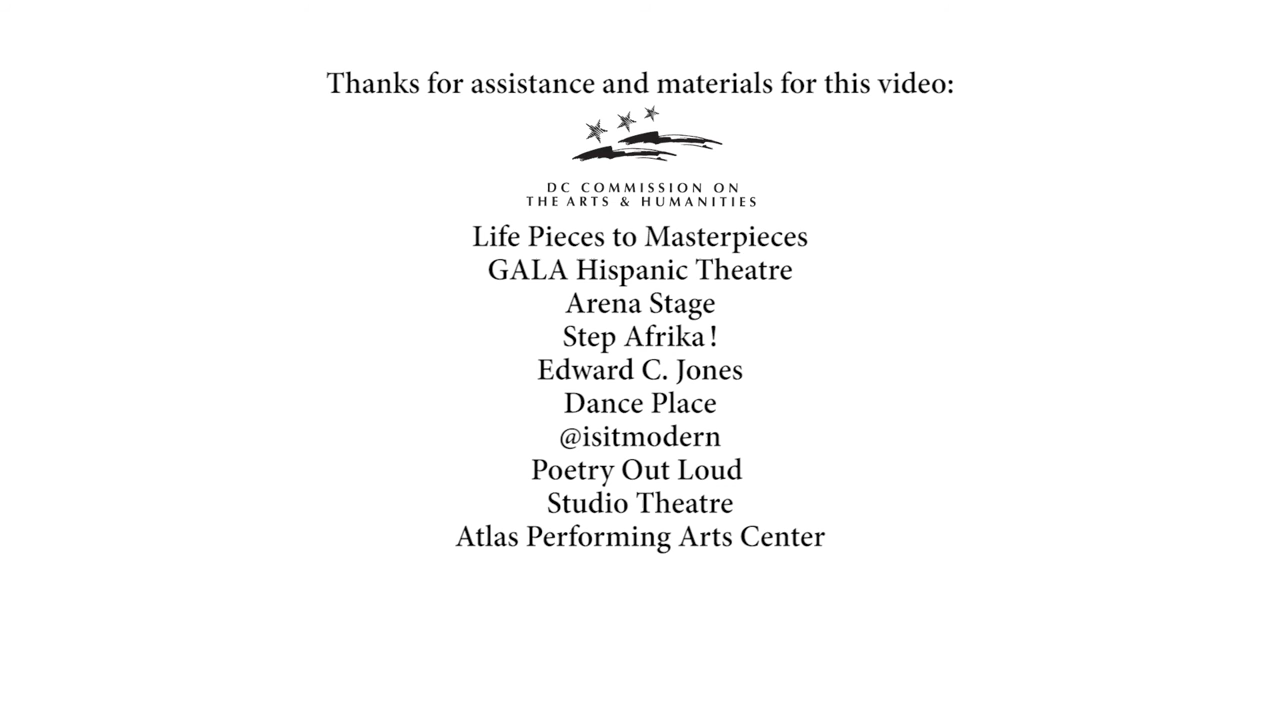 Thanks for assistance and materials for this video:
DC COMMISSION ON
THE ARTS & HUMANITIES
Life Pieces to Masterpieces
GALA Hispanic Theatre
Arena Stage
Step Afrika!
Edward C. Jones
Dance Place
@isitmodern
Poetry Out Loud
Studio Theatre
Atlas Performing Arts Center